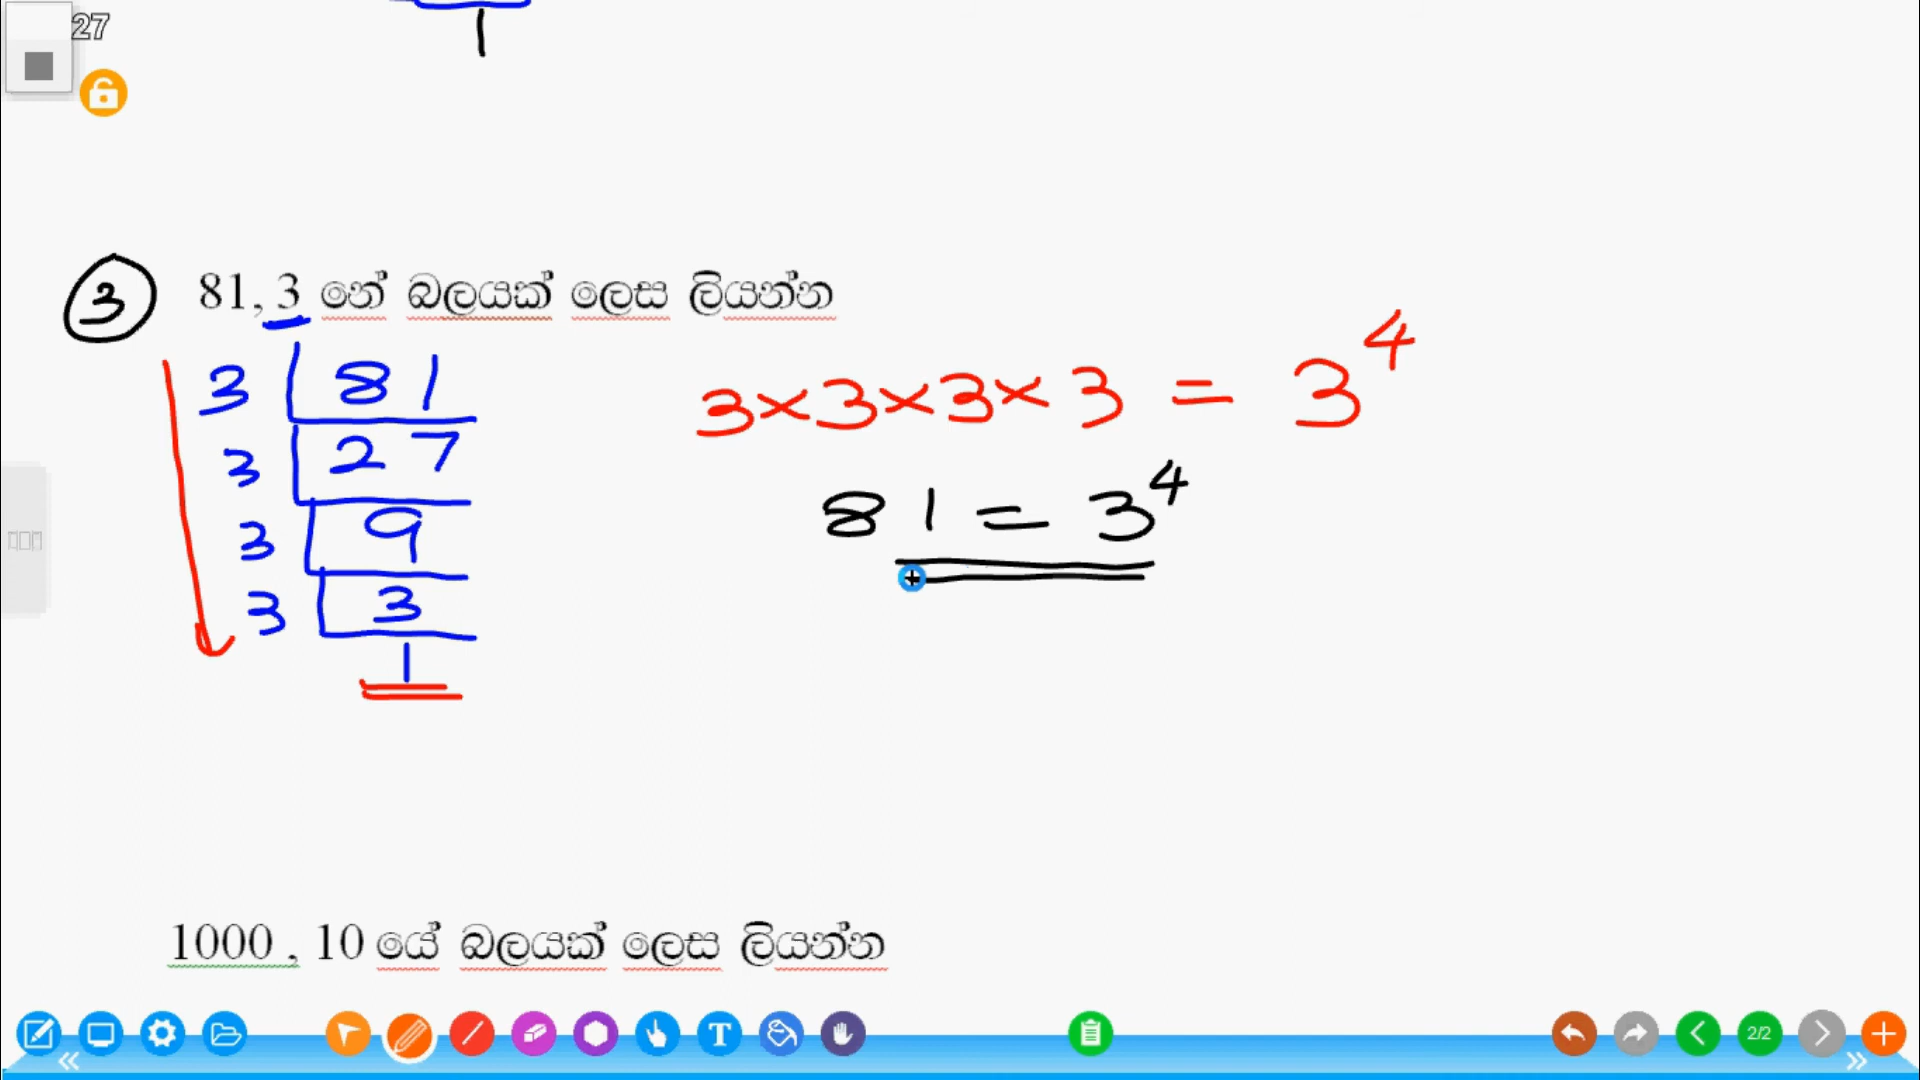 1
27
3 81, 3 නේ බලයක් ලෙස ලියන්න
3 81
3 27
3 9
3 3
1
3×3×3×3 = 3⁴
81 = 3⁴
1000 , 10 යේ බලයක් ලෙස ලියන්න
T
2/2